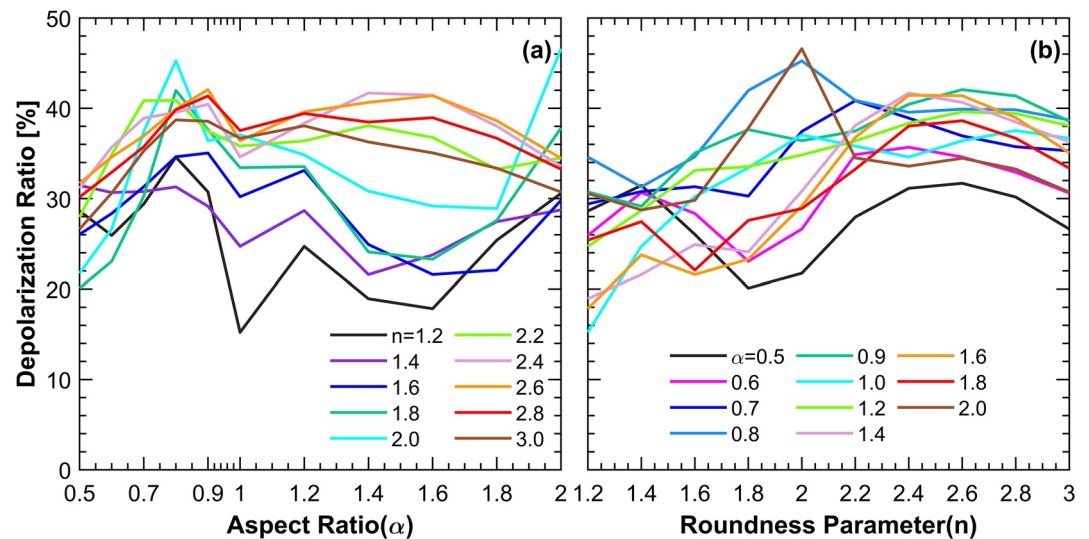 50
40
30
20
10
0
Depolarization Ratio [%]
(a)
n=1.2
1.4
1.6
1.8
2.0
2.2
2.4
2.6
2.8
3.0
0.5 0.7 0.9 1 1.2 1.4 1.6 1.8 2
Aspect Ratio(α)
(b)
α=0.5
0.6
0.7
0.8
0.9
1.0
1.2
1.4
1.6
1.8
2.0
1.2 1.4 1.6 1.8 2 2.2 2.4 2.6 2.8 3
Roundness Parameter(n)